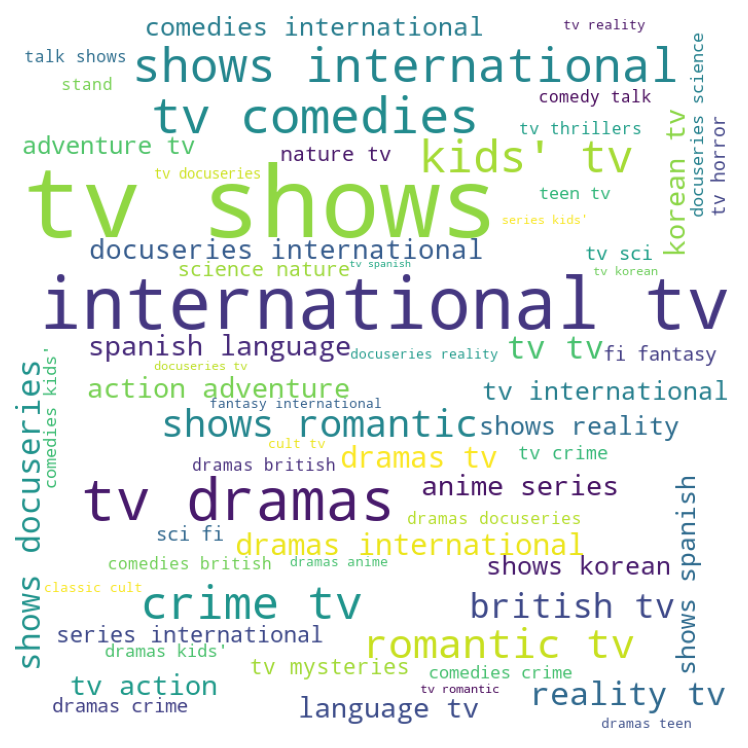 comedies international
tv reality
talk shows
shows international
stand
comedy talk
tv comedies
tv thrillers
docuseries science
adventure tv
nature tv
kids' tv
korean tv
tv horror
tv docuseries
tv shows
teen tv
series kids'
docuseries international
tv sci
science nature
tv spanish
tv korean
international tv
spanish language
docuseries reality
tv tv
fi fantasy
docuseries tv
action adventure
tv international
comedies kids'
fantasy international
shows romantic
shows reality
cult tv
dramas british
dramas tv
tv crime
shows docuseries
tv dramas
anime series
dramas docuseries
sci fi
dramas international
shows spanish
comedies british
dramas anime
shows korean
classic cult
crime tv
british tv
series international
dramas kids'
romantic tv
tv mysteries
comedies crime
tv action
tv romantic
reality tv
dramas crime
language tv
dramas teen